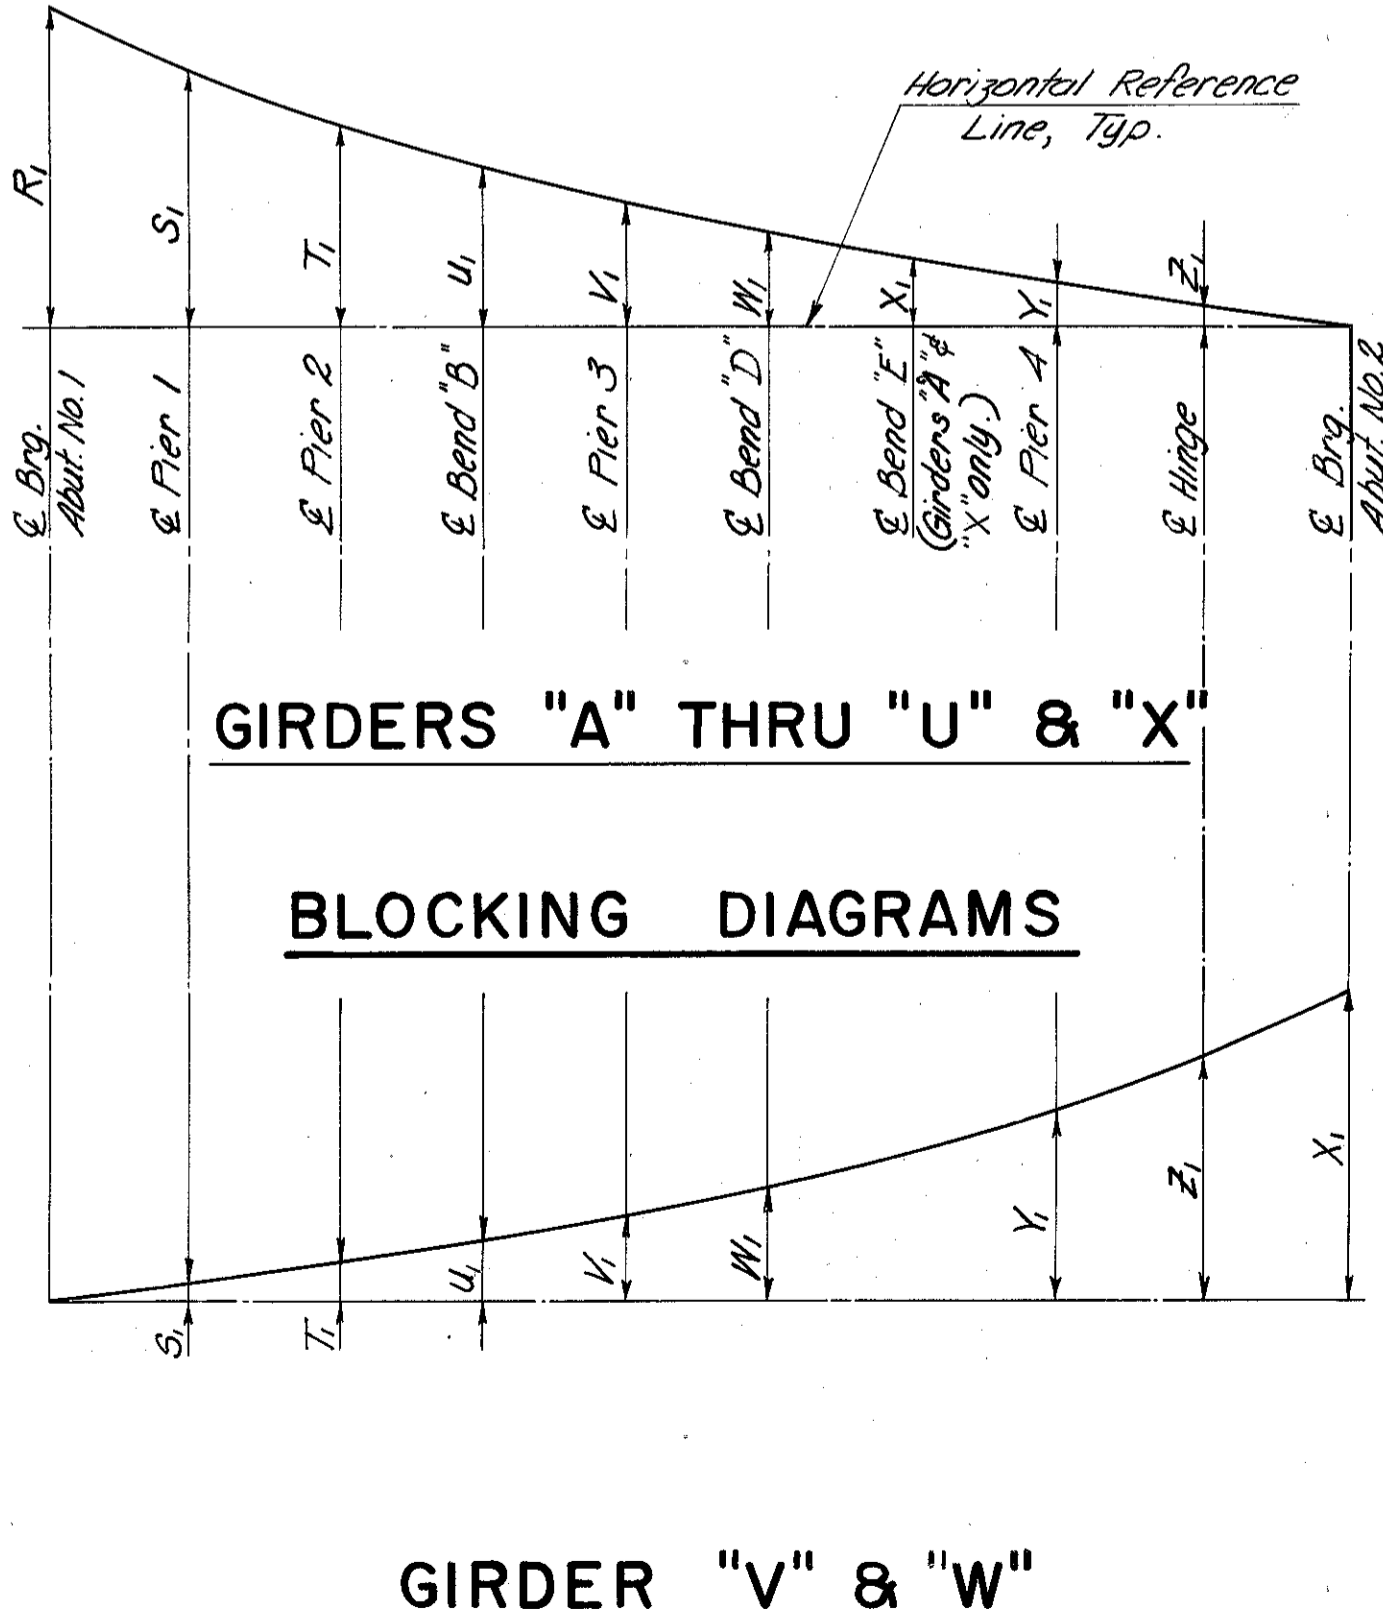 Horizontal Reference
Line, Typ.
R₁
S₁
T₁
U₁
V₁
W₁
X₁
Y₁
Z₁
℄ Brg.
Abut. No. 1
℄ Pier 1
℄ Pier 2
℄ Bend "B"
℄ Pier 3
℄ Bend "D"
℄ Bend "E"
(Girders "A" &
"X" only.)
℄ Pier 4
℄ Hinge
℄ Brg.
Abut. No. 2
GIRDERS "A" THRU "U" & "X"
BLOCKING DIAGRAMS
S₁
T₁
U₁
V₁
W₁
Y₁
Z₁
X₁
GIRDER "V" & "W"